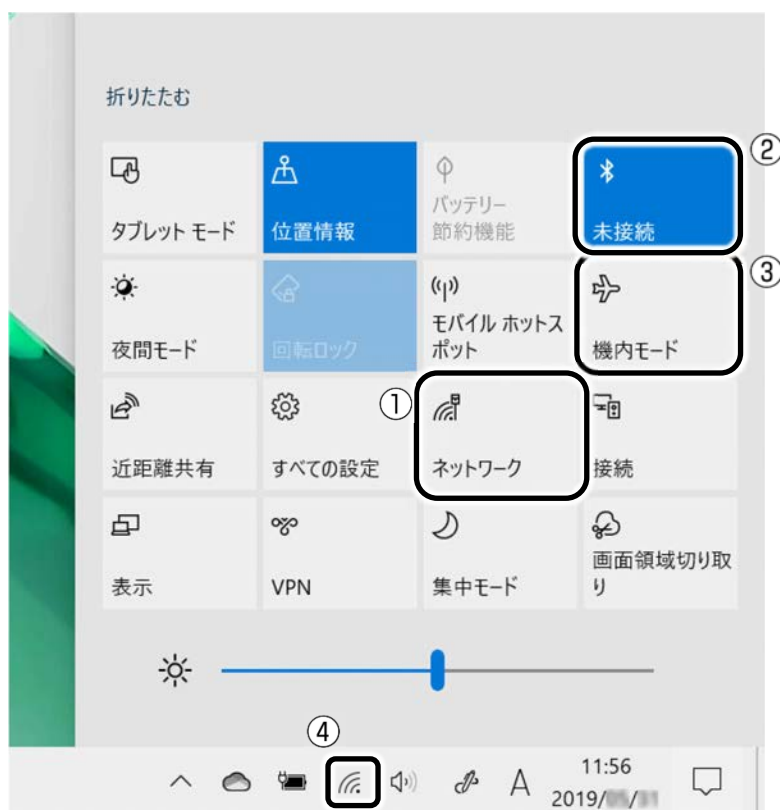 折りたたむ
②
タブレット モード
位置情報
バッテリー
節約機能
未接続
③
夜間モード
回転ロック
モバイル ホットス
ポット
機内モード
①
近距離共有
すべての設定
ネットワーク
接続
表示
VPN
集中モード
画面領域切り取
り
④
A
11:56
2019/